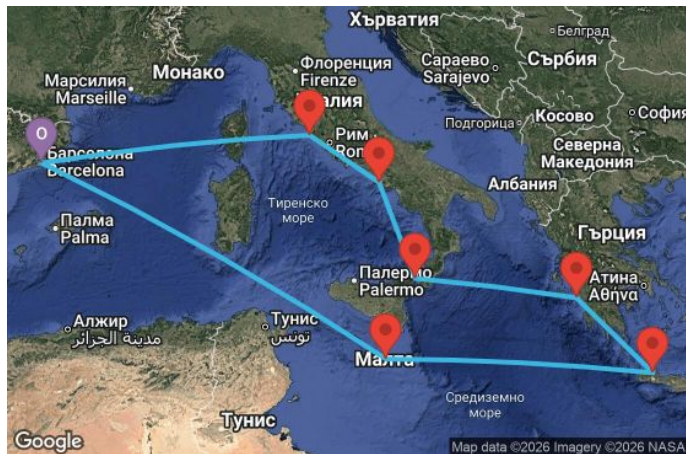 Хърватия
Белград
Флоренция
Firenze
Монако
Сараево
Sarajevo
Сърбия
Марсилия
Marseille
Италия
Косово
София
Подгорица
Рим
Северна
Македония
O
Барселона
Barcelona
Албания
Тиренско
море
Палма
Palma
Гърция
Палермо
Palermo
Атина
Αθήνα
Алжир
مدينة الجزائر
Тунис
تونس
Малта
Средиземно
море
Тунис
Google
Map data ©2026 Imagery ©2026 NASA